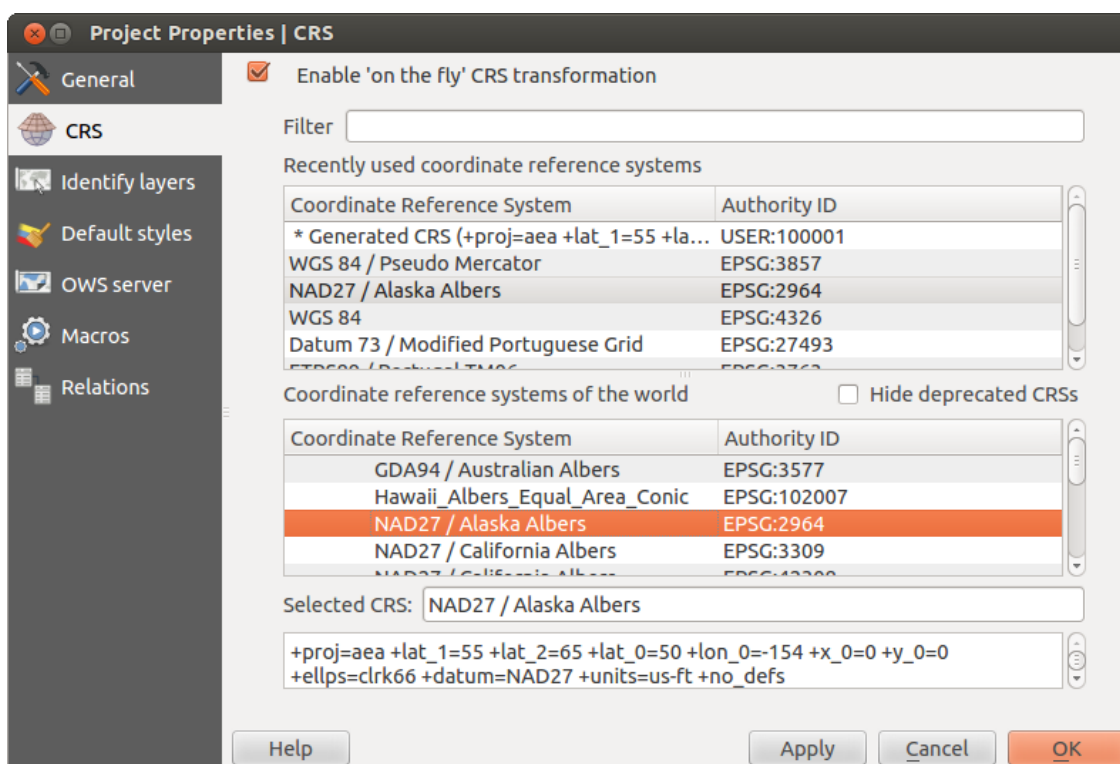 Project Properties | CRS
General
CRS
Identify layers
Default styles
OWS server
Macros
Relations
Enable 'on the fly' CRS transformation
Filter
Recently used coordinate reference systems
Coordinate Reference System Authority ID
* Generated CRS (+proj=aea +lat_1=55 +la... USER:100001
WGS 84 / Pseudo Mercator EPSG:3857
NAD27 / Alaska Albers EPSG:2964
WGS 84 EPSG:4326
Datum 73 / Modified Portuguese Grid EPSG:27493
Coordinate reference systems of the world Hide deprecated CRSs
Coordinate Reference System Authority ID
GDA94 / Australian Albers EPSG:3577
Hawaii_Albers_Equal_Area_Conic EPSG:102007
NAD27 / Alaska Albers EPSG:2964
NAD27 / California Albers EPSG:3309
Selected CRS: NAD27 / Alaska Albers
+proj=aea +lat_1=55 +lat_2=65 +lat_0=50 +lon_0=-154 +x_0=0 +y_0=0
+ellps=clrk66 +datum=NAD27 +units=us-ft +no_defs
Help Apply Cancel OK